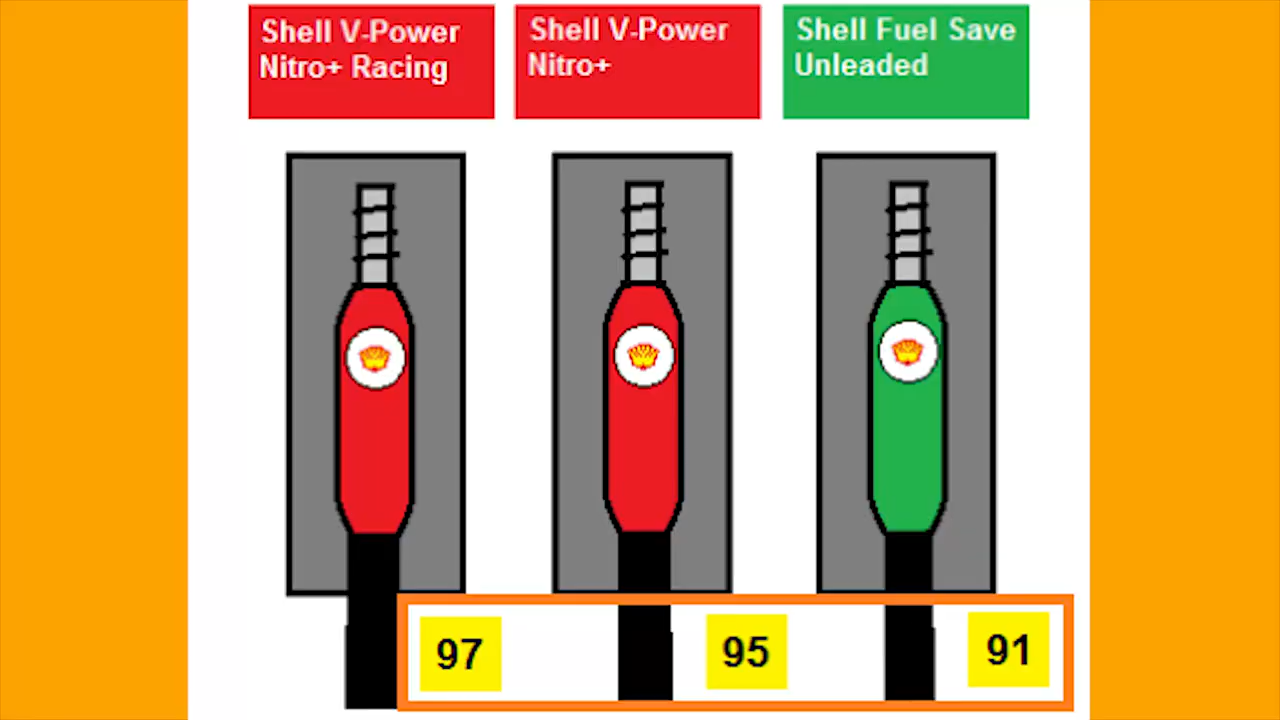 Shell V-Power
Nitro+ Racing
Shell V-Power
Nitro+
Shell Fuel Save
Unleaded
97
95
91